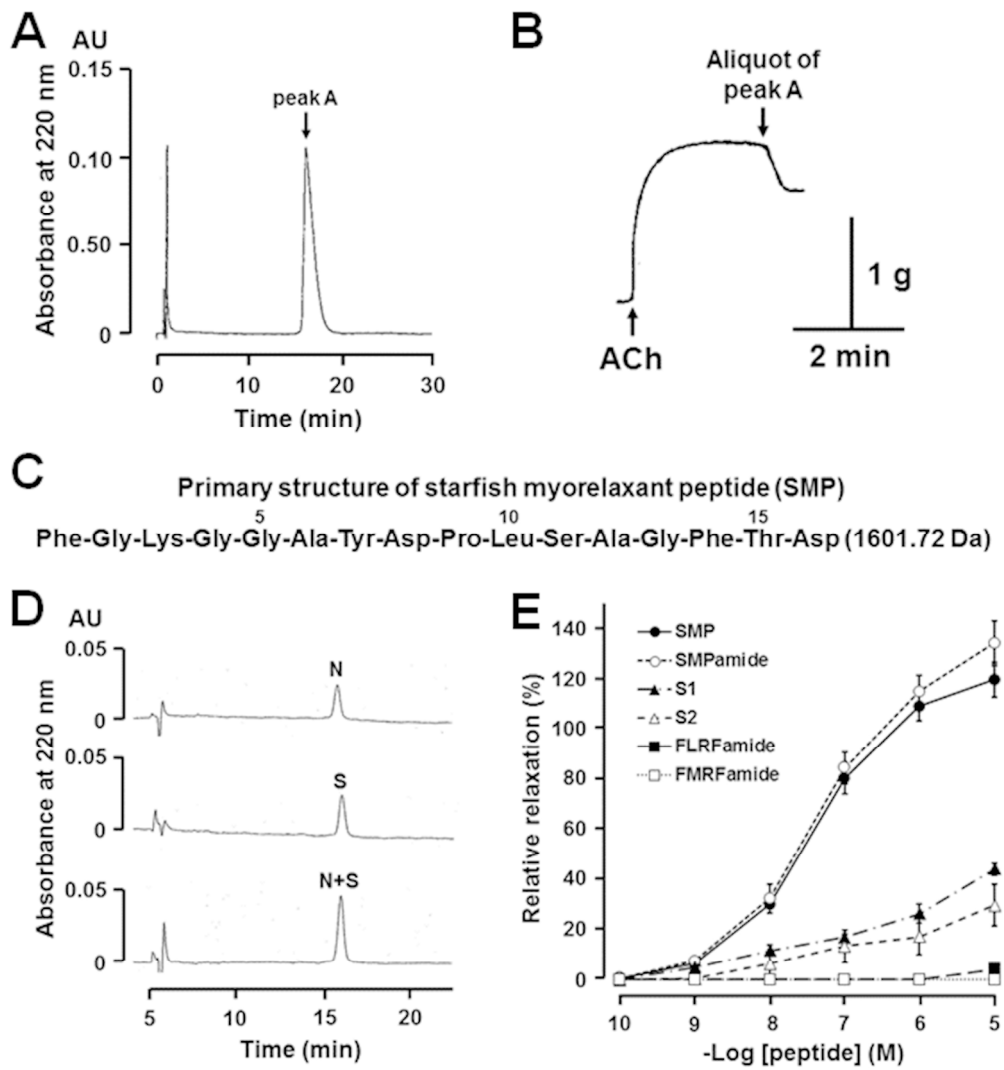 A
AU
Absorbance at 220 nm
0.15
0.10
0.50
0
peak A
0 10 20 30
Time (min)
B
Aliquot of
peak A
ACh
1 g
2 min
C
Primary structure of starfish myorelaxant peptide (SMP)
5 10 15
Phe-Gly-Lys-Gly-Gly-Ala-Tyr-Asp-Pro-Leu-Ser-Ala-Gly-Phe-Thr-Asp (1601.72 Da)
D
AU
Absorbance at 220 nm
0.05
0
N
0.05
0
S
0.05
0
N+S
5 10 15 20
Time (min)
E
Relative relaxation (%)
140
120
100
80
60
40
20
0
SMP
SMPamide
S1
S2
FLRFamide
FMRFamide
10 9 8 7 6 5
-Log [peptide] (M)